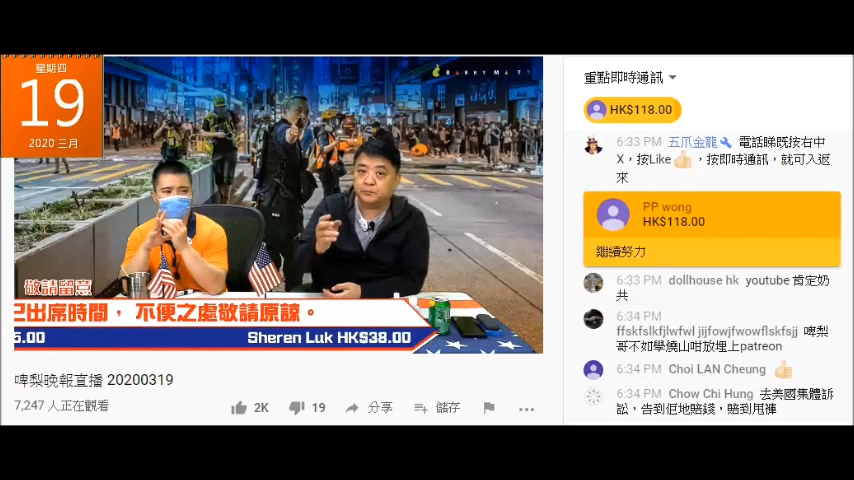 星期四
19
2020 三月
BARRYMATT
敬請留意
出席時間，不便之處敬請原諒。
5.00
Sheren Luk HK$38.00
啤梨晚報直播 20200319
7,247 人正在觀看
2K
19
分享
儲存
重點即時通訊
HK$118.00
6:33 PM 五爪金龍 電話睇既按右中
X，按Like👍，按即時通訊，就可入返
來
PP wong
HK$118.00
繼續努力
6:33 PM dollhouse hk youtube 肯定奶
共
6:34 PM
ffskfslkfjlwfwl jijfowjfwowflskfsjj 啤梨
哥不如學蕭山咁放埋上patreon
6:34 PM Choi LAN Cheung 👍
6:34 PM Chow Chi Hung 去美國集體訴
訟，告到佢地賠錢，賠到甩褲